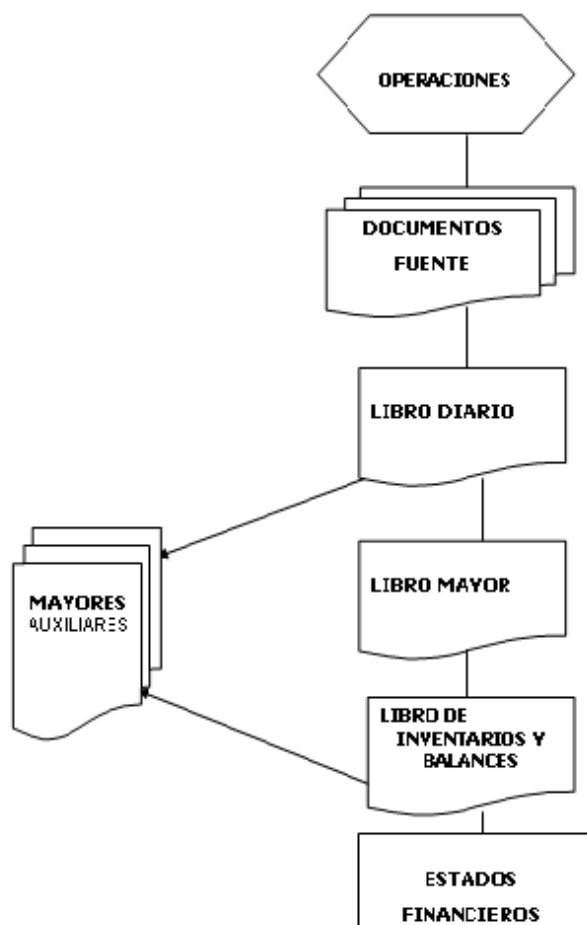 OPERACIONES
DOCUMENTOS
FUENTE
LIBRO DIARIO
LIBRO MAYOR
MAYORES
AUXILIARES
LIBRO DE
INVENTARIOS Y
BALANCES
ESTADOS
FINANCIEROS